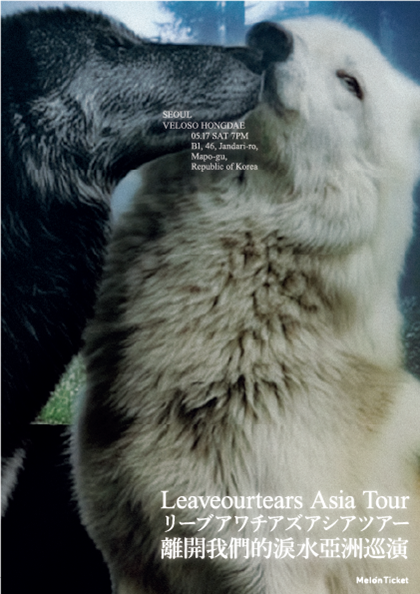 SEOUL
VELOSO HONGDAE
05.17 SAT 7PM
B1, 46, Jandari-ro,
Mapo-gu,
Republic of Korea
Leaveourtears Asia Tour
リーブアワチアズアシアツアー
離開我們的淚水亞洲巡演
Melon Ticket